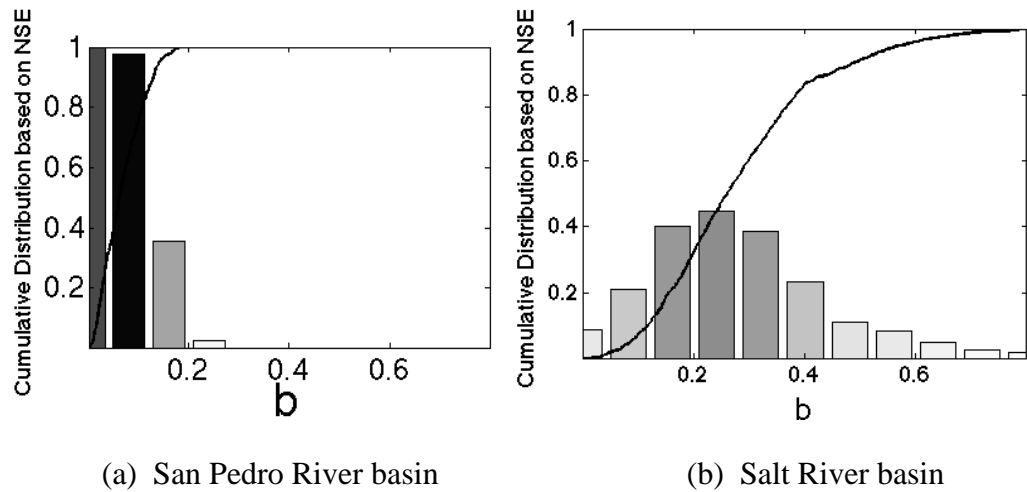 Cumulative Distribution based on NSE
1
0.8
0.6
0.4
0.2
0.2 0.4 0.6
b
(a) San Pedro River basin
Cumulative Distribution based on NSE
1
0.8
0.6
0.4
0.2
0.2 0.4 0.6
b
(b) Salt River basin